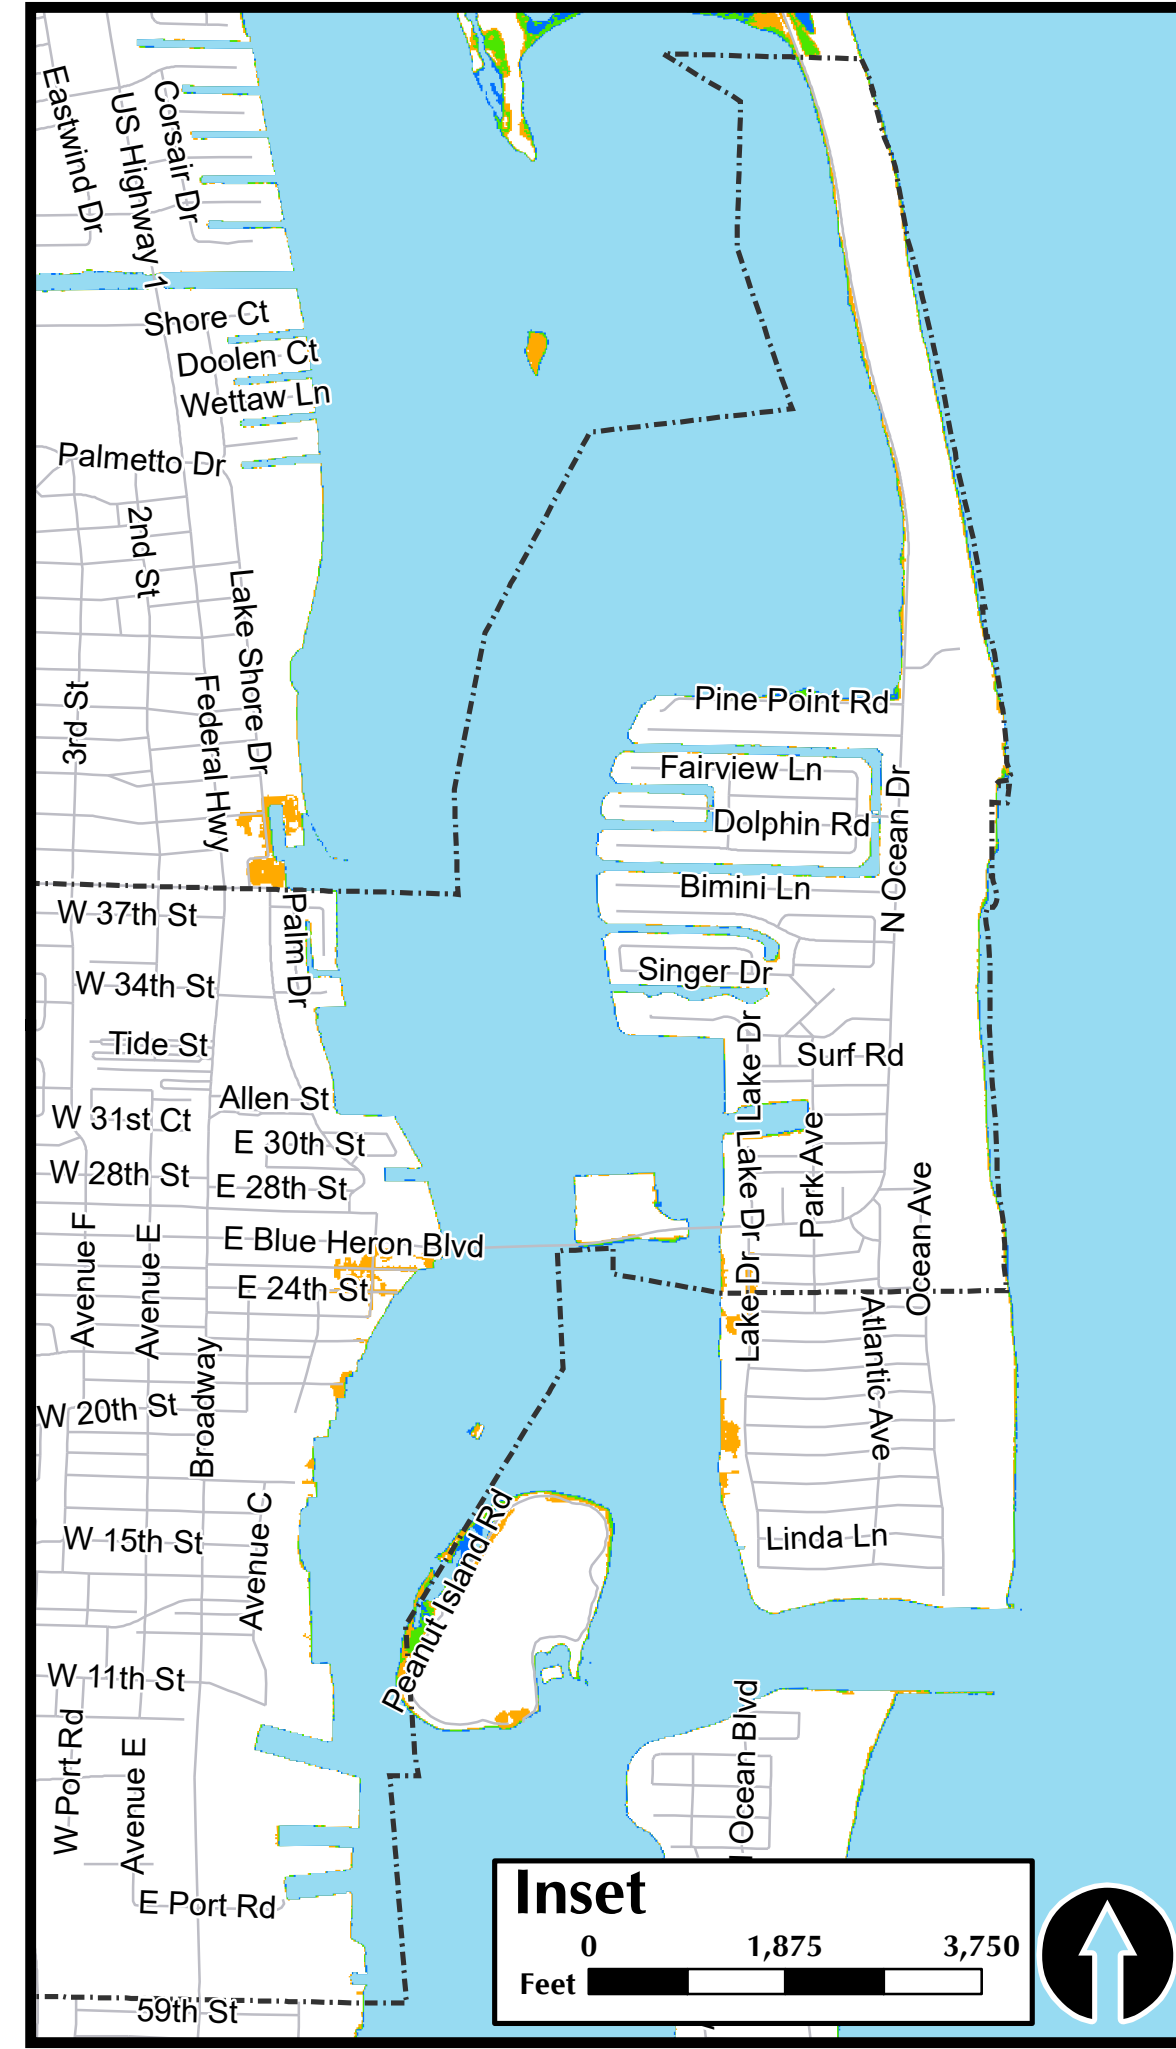 Eastwind Dr
US Highway 1
Corsair Dr
Shore Ct
Doolen Ct
Wettaw Ln
Palmetto Dr
2nd St
Lake Shore Dr
3rd St
Federal Hwy
Pine Point Rd
Fairview Ln
Dolphin Rd
N Ocean Dr
Bimini Ln
W 37th St
Palm Dr
Singer Dr
W 34th St
Tide St
Lake Dr
Surf Rd
Allen St
W 31st Ct
E 30th St
Park Ave
W 28th St
E 28th St
Lake Dr
Ocean Ave
Avenue F
Avenue E
E Blue Heron Blvd
E 24th St
Lake Dr
Atlantic Ave
Broadway
W 20th St
Avenue C
Peanut Island Rd
W 15th St
Linda Ln
W 11th St
W Port Rd
Avenue E
Ocean Blvd
E Port Rd
59th St
Inset
0 1,875 3,750
Feet